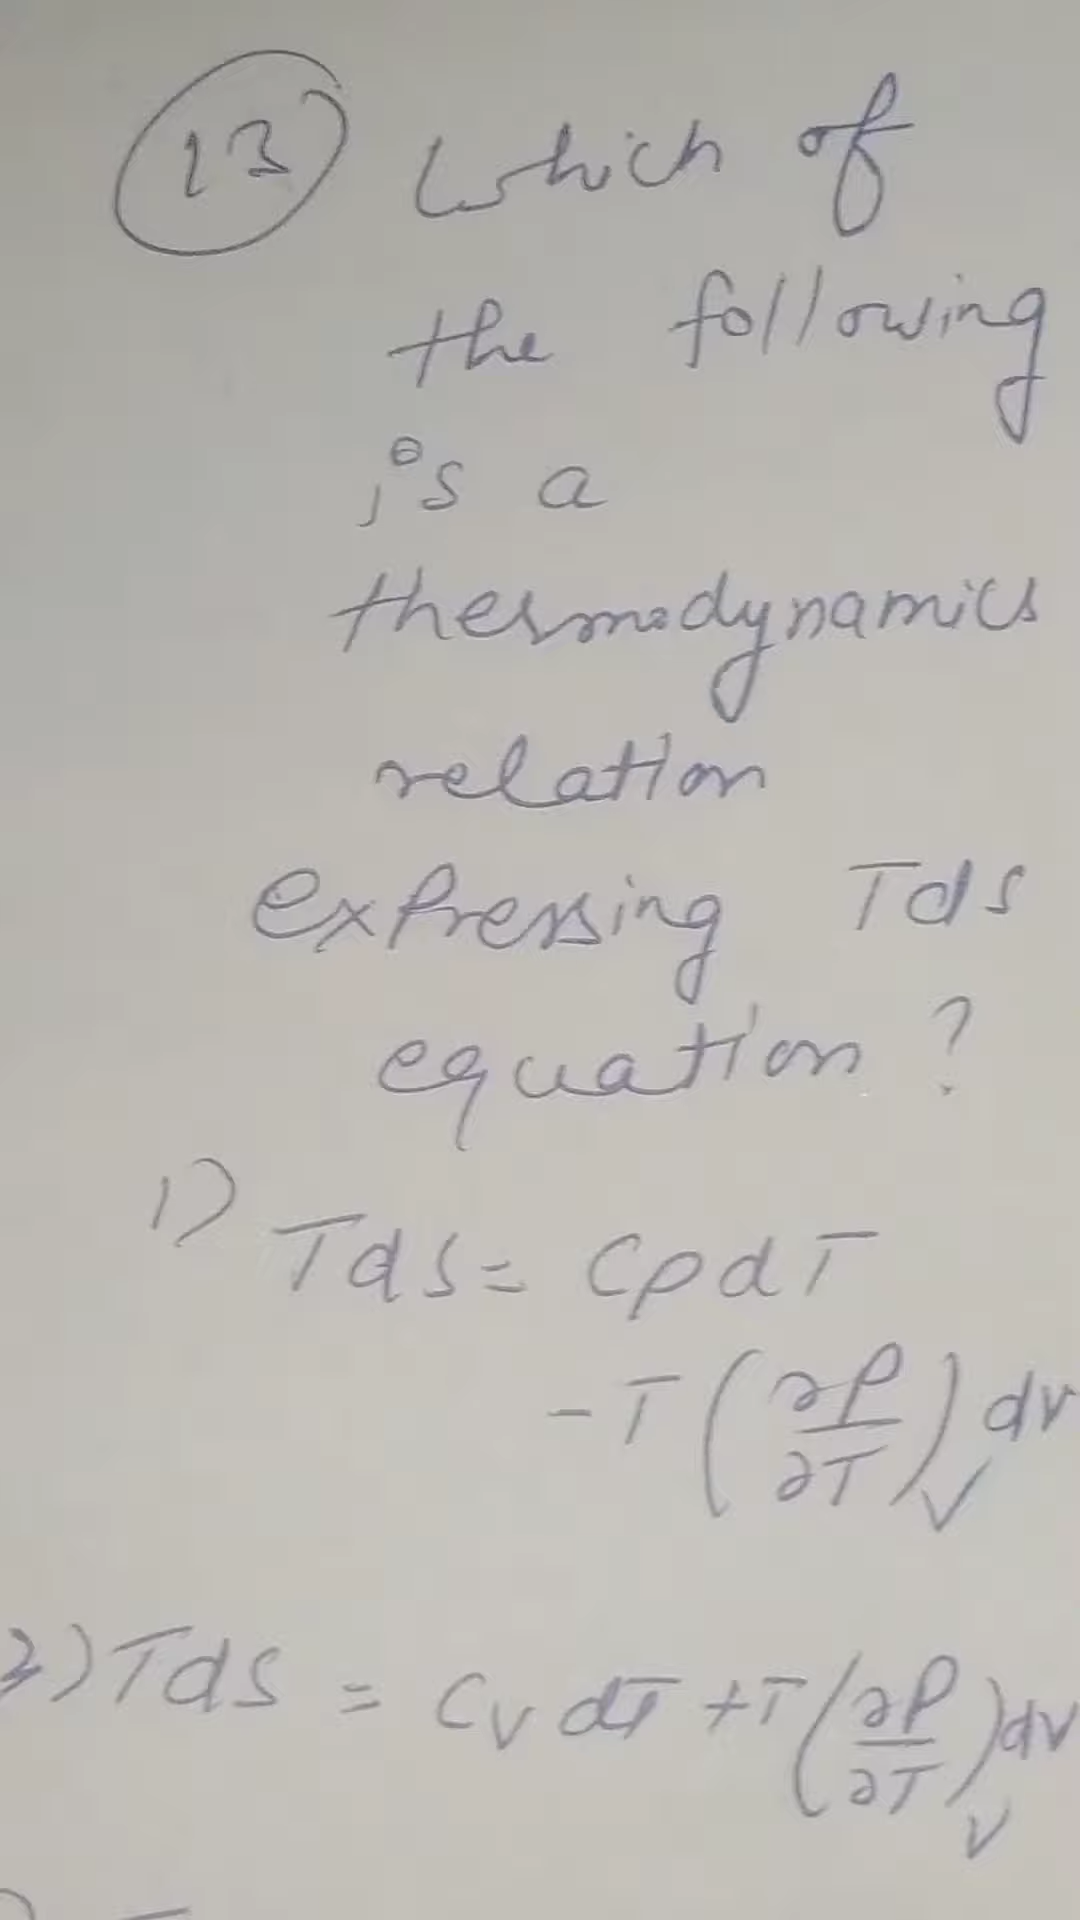 13 Which of
the following
is a
thermodynamics
relation
expressing Tds
equation?
1) Tds = CpdT
-T (∂P/∂T)v dv
2) Tds = Cv dT + T (∂P/∂T)v dv